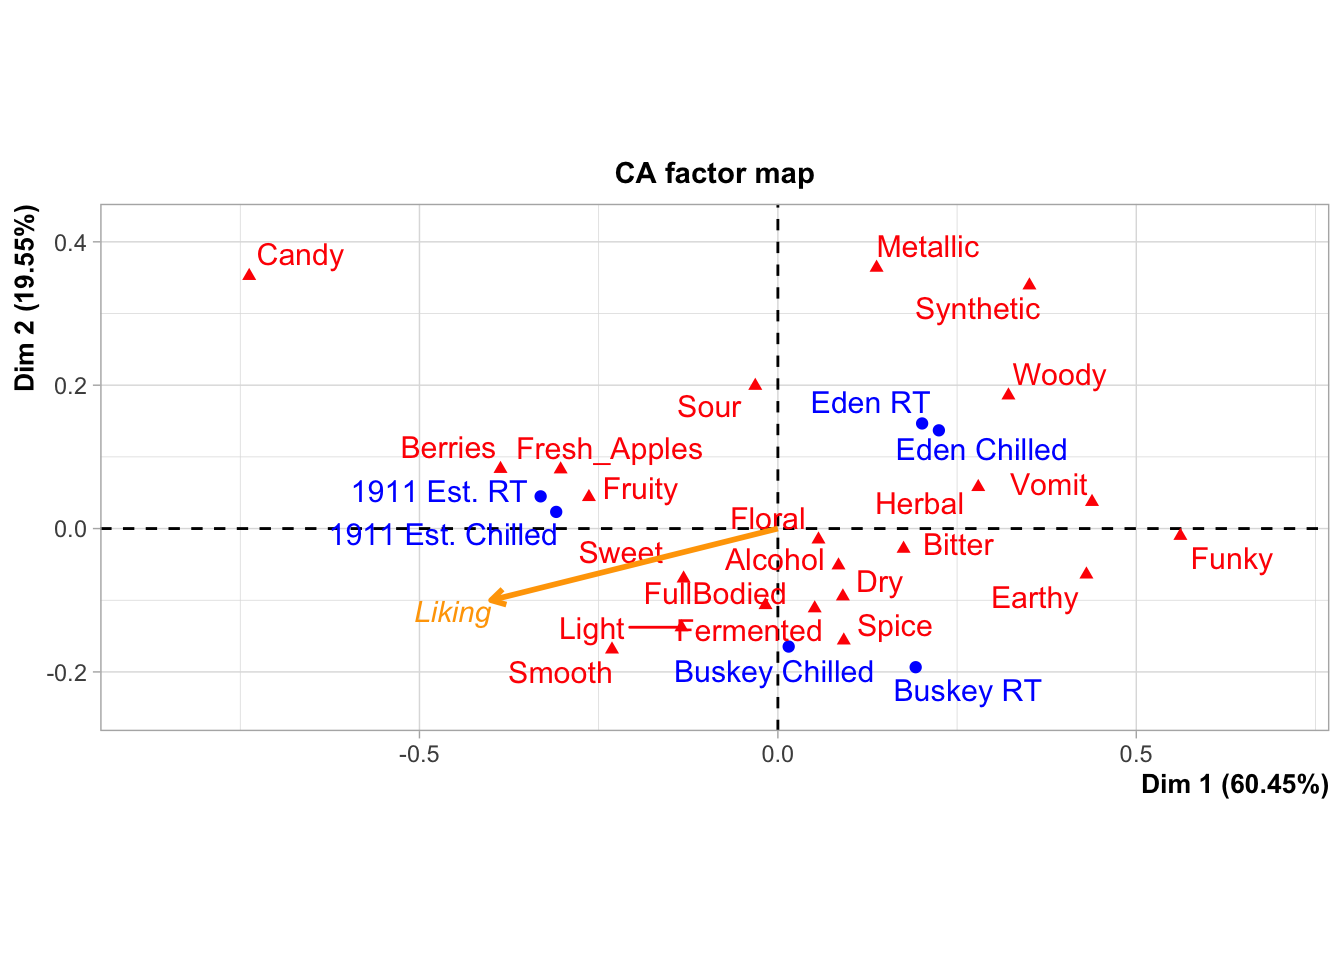 CA factor map
Dim 2 (19.55%)
0.4
0.2
0.0
-0.2
Candy
Metallic
Synthetic
Woody
Sour
Eden RT
Eden Chilled
Berries
Fresh_Apples
1911 Est. RT
Fruity
Vomit
Herbal
Floral
1911 Est. Chilled
Sweet
Alcohol
Bitter
Funky
Dry
FullBodied
Earthy
Liking
Light
Fermented
Spice
Smooth
Buskey Chilled
Buskey RT
-0.5
0.0
0.5
Dim 1 (60.45%)